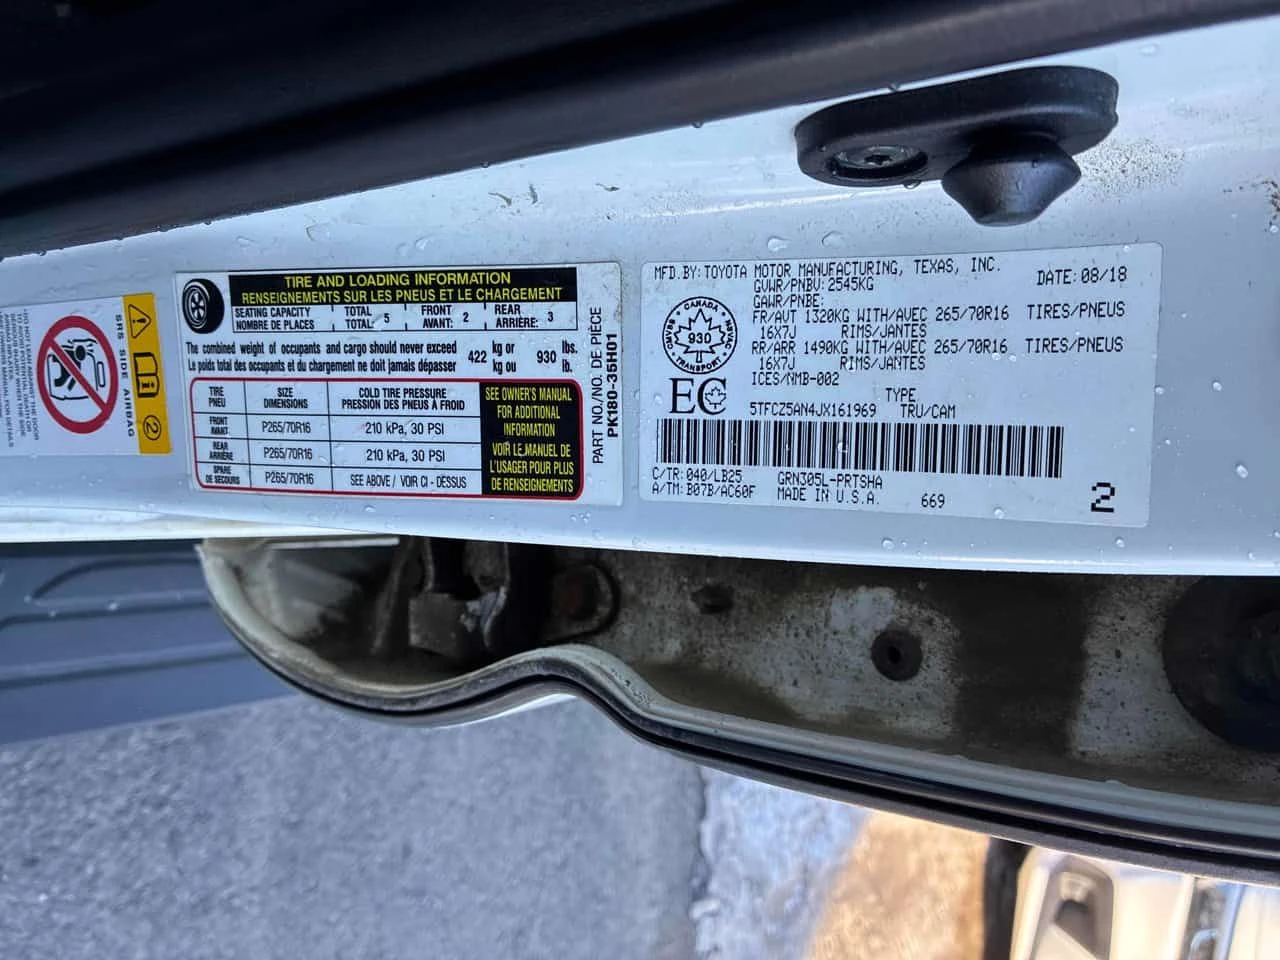 SRS SIDE AIRBAG
TIRE AND LOADING INFORMATION
RENSEIGNEMENTS SUR LES PNEUS ET LE CHARGEMENT
SEATING CAPACITY TOTAL: 5 FRONT 2 REAR 3
NOMBRE DE PLACES TOTAL: AVANT: ARRIÈRE:
The combined weight of occupants and cargo should never exceed 422 kg or 930 lbs.
Le poids total des occupants et du chargement ne doit jamais dépasser kg ou lb.
TIRE SIZE COLD TIRE PRESSURE
PNEU DIMENSIONS PRESSION DES PNEUS À FROID
FRONT
AVANT P265/70R16 210 kPa, 30 PSI
REAR
ARRIÈRE P265/70R16 210 kPa, 30 PSI
SPARE
DE SECOURS P265/70R16 SEE ABOVE / VOIR CI - DESSUS
SEE OWNER'S MANUAL
FOR ADDITIONAL
INFORMATION
VOIR LE MANUEL DE
L'USAGER POUR PLUS
DE RENSEIGNEMENTS
PART NO./NO. DE PIÈCE
PK180-35H01
MFD.BY:TOYOTA MOTOR MANUFACTURING, TEXAS, INC. DATE:08/18
GVWR/PNBV:2545KG
GAWR/PNBE:
FR/AUT 1320KG WITH/AVEC 265/70R16 TIRES/PNEUS
16X7J RIMS/JANTES
RR/ARR 1490KG WITH/AVEC 265/70R16 TIRES/PNEUS
16X7J RIMS/JANTES
ICES/NMB-002
TYPE
5TFCZ5AN4JX161969 TRU/CAM
CANADA
930
TRANSPORT
EC
C/TR:040/LB25 GRN305L-PRTSHA
A/TM:B07B/AC60F MADE IN U.S.A. 669
2